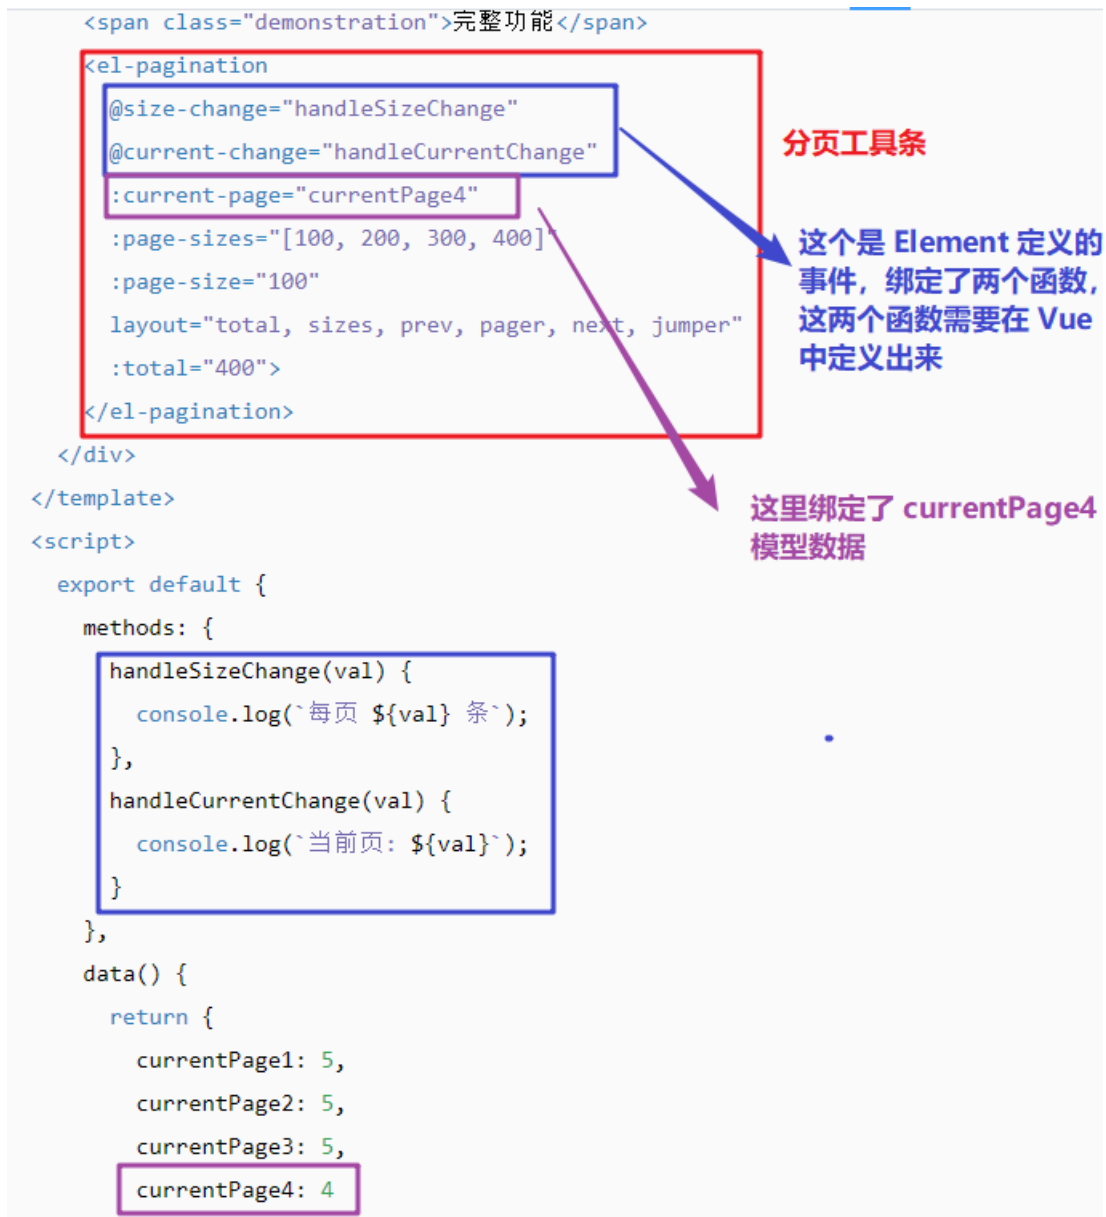 <span class="demonstration">完整功能</span>
<el-pagination
@size-change="handleSizeChange"
@current-change="handleCurrentChange"
:current-page="currentPage4"
:page-sizes="[100, 200, 300, 400]"
:page-size="100"
layout="total, sizes, prev, pager, next, jumper"
:total="400">
</el-pagination>
</div>
</template>
<script>
export default {
methods: {
handleSizeChange(val) {
console.log(`每页 ${val} 条`);
},
handleCurrentChange(val) {
console.log(`当前页: ${val}`);
}
},
data() {
return {
currentPage1: 5,
currentPage2: 5,
currentPage3: 5,
currentPage4: 4
分页工具条
这个是 Element 定义的
事件，绑定了两个函数，
这两个函数需要在 Vue
中定义出来
这里绑定了 currentPage4
模型数据